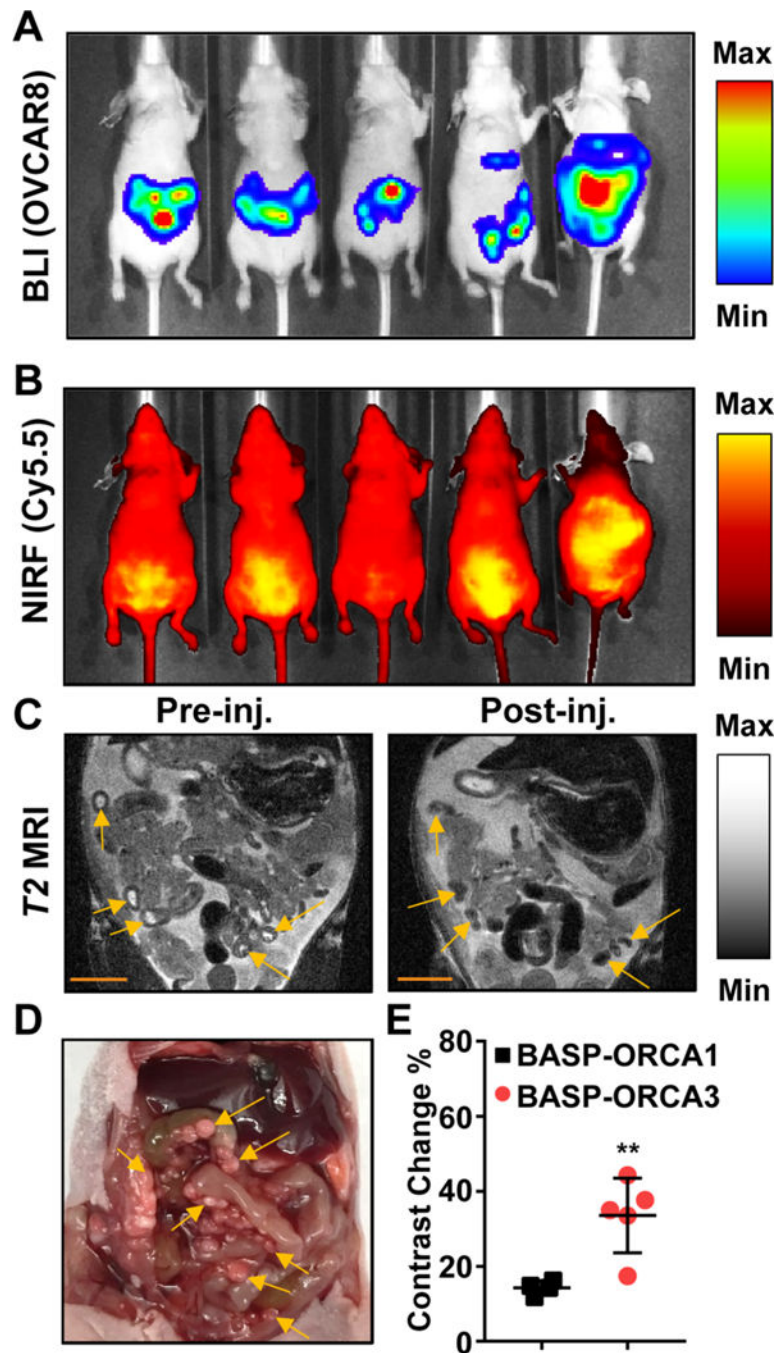 A
BLI (OVCAR8)
Max
Min
B
NIRF (Cy5.5)
Max
Min
C
Pre-inj.
Post-inj.
T2 MRI
Max
Min
D
E
Contrast Change %
80
60
40
20
0
BASP-ORCA1
BASP-ORCA3
**